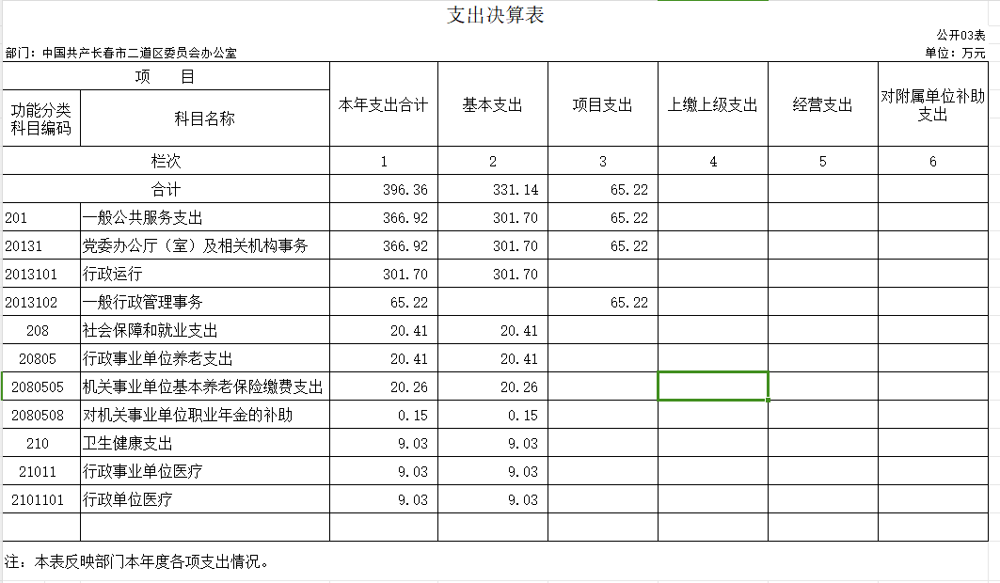 支出决算表
公开03表
部门：中国共产长春市二道区委员会办公室 单位：万元
项 目 本年支出合计 基本支出 项目支出 上缴上级支出 经营支出 对附属单位补助支出
功能分类科目编码 科目名称
栏次 1 2 3 4 5 6
合计 396.36 331.14 65.22
201 一般公共服务支出 366.92 301.70 65.22
20131 党委办公厅（室）及相关机构事务 366.92 301.70 65.22
2013101 行政运行 301.70 301.70
2013102 一般行政管理事务 65.22 65.22
208 社会保障和就业支出 20.41 20.41
20805 行政事业单位养老支出 20.41 20.41
2080505 机关事业单位基本养老保险缴费支出 20.26 20.26
2080508 对机关事业单位职业年金的补助 0.15 0.15
210 卫生健康支出 9.03 9.03
21011 行政事业单位医疗 9.03 9.03
2101101 行政单位医疗 9.03 9.03
注：本表反映部门本年度各项支出情况。